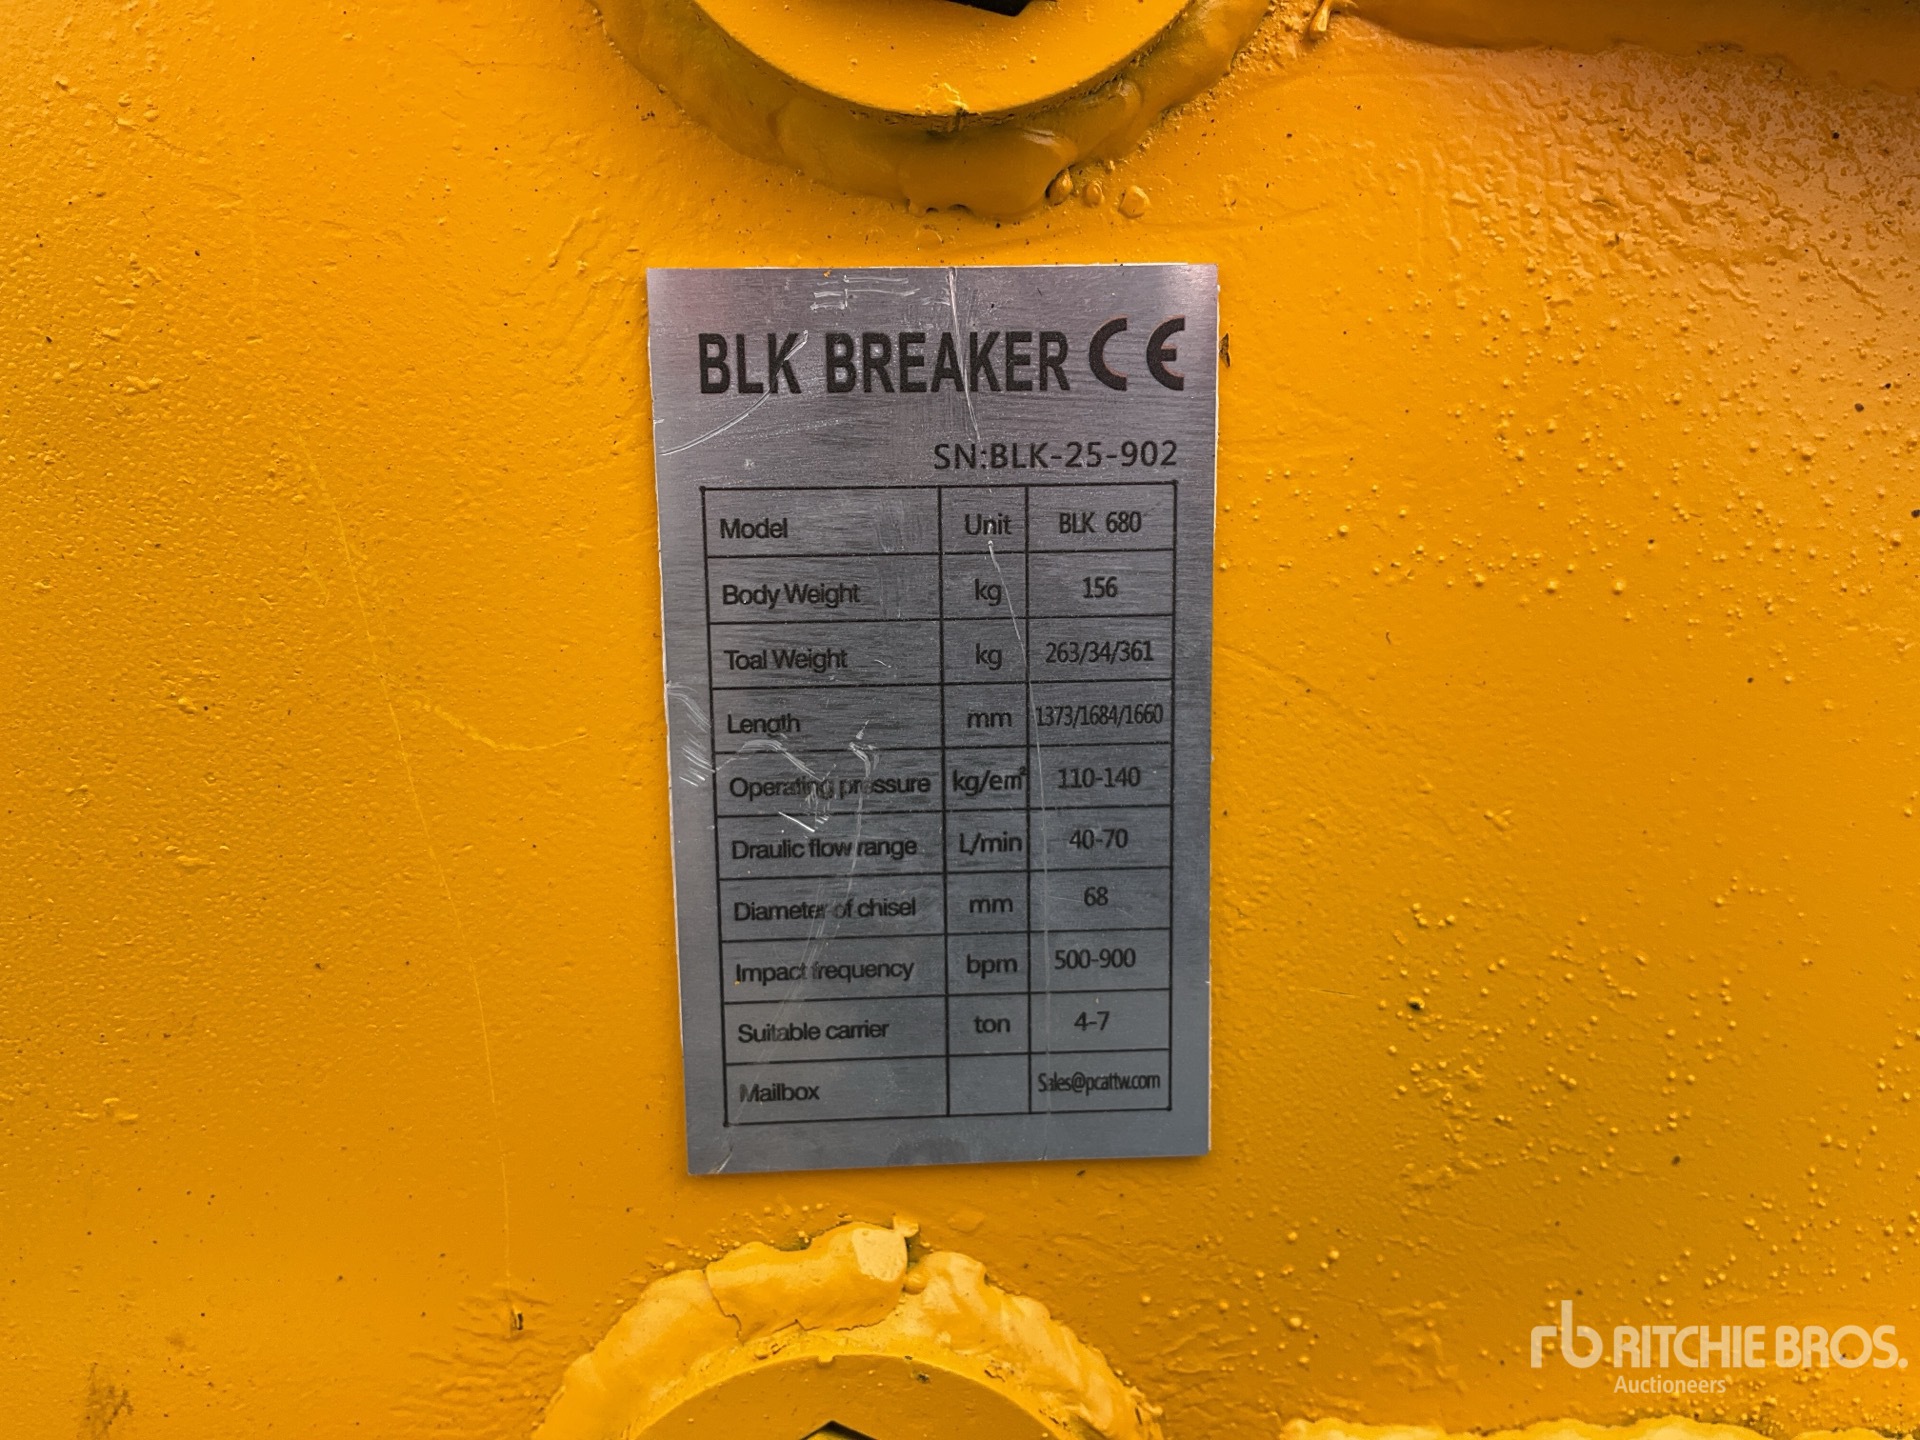 BLK BREAKER CE
SN:BLK-25-902
Model Unit BLK 680
Body Weight kg 156
Toal Weight kg 263/34/361
Length mm 1373/1684/1660
Operating pressure kg/em² 110-140
Draulic flow range L/min 40-70
Diameter of chisel mm 68
Impact frequency bpm 500-900
Suitable carrier ton 4-7
Mailbox Sales@pcattw.com
rb RITCHIE BROS.
Auctioneers